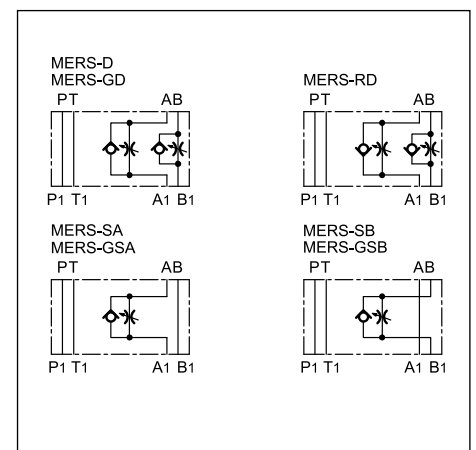 MERS-D
MERS-GD
PT AB
P1 T1 A1 B1
MERS-RD
PT AB
P1 T1 A1 B1
MERS-SA
MERS-GSA
PT AB
P1 T1 A1 B1
MERS-SB
MERS-GSB
PT AB
P1 T1 A1 B1